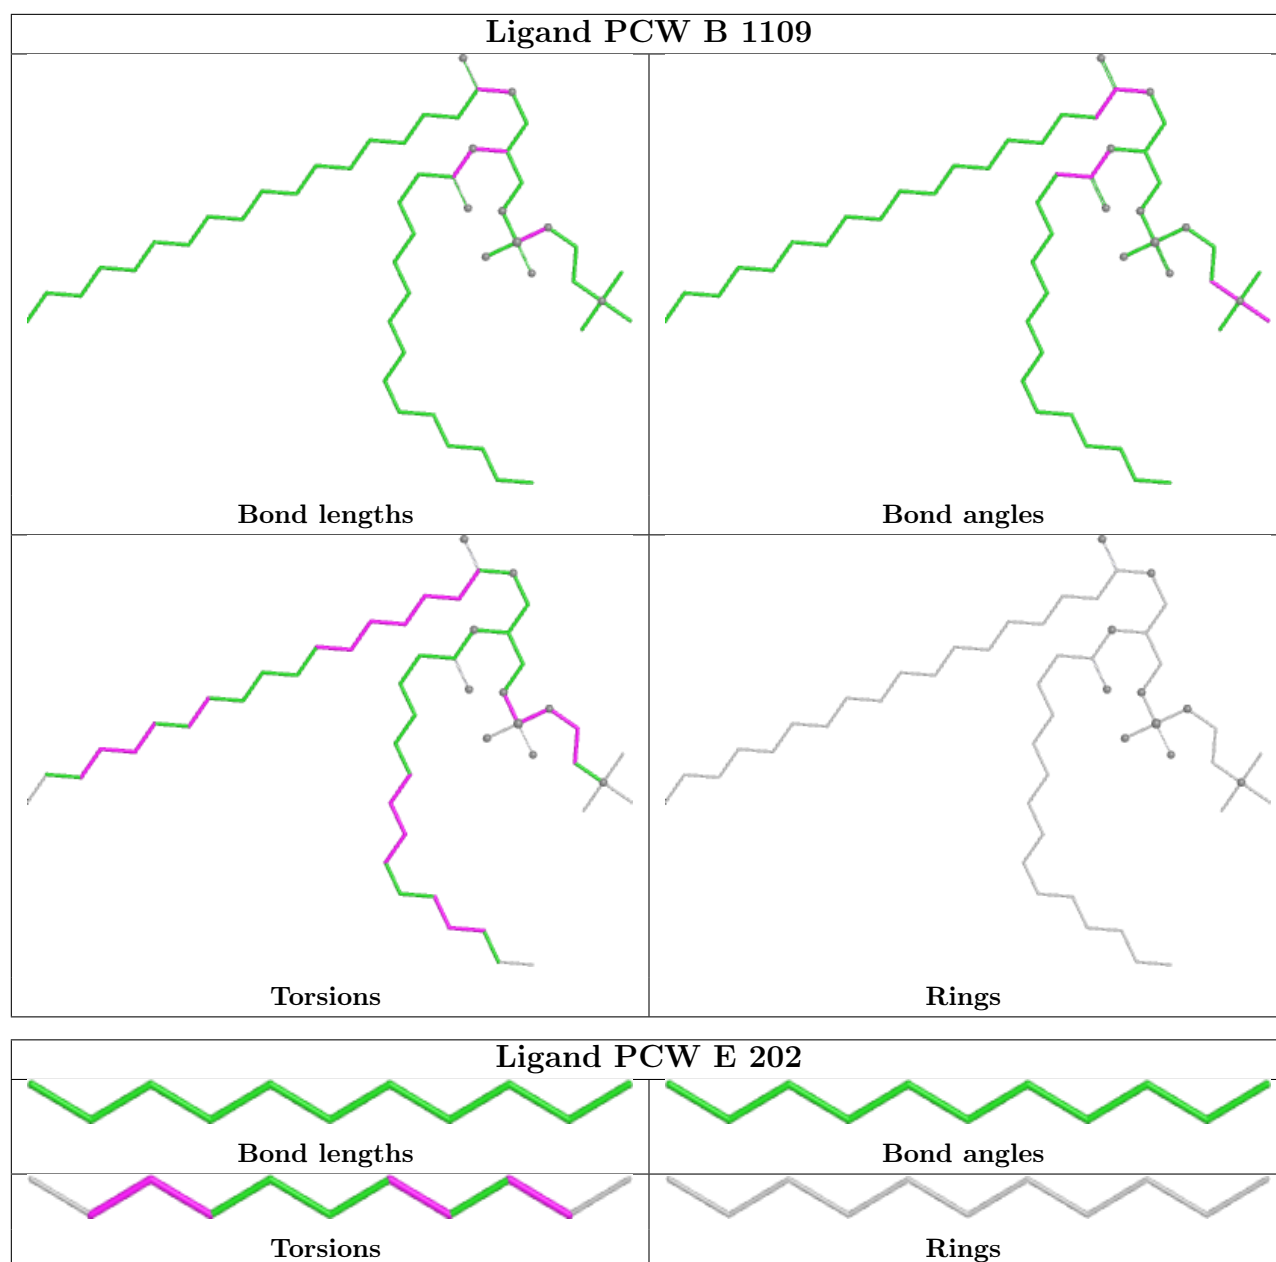 Ligand PCW B 1109
Bond lengths
Bond angles
Torsions
Rings
Ligand PCW E 202
Bond lengths
Bond angles
Torsions
Rings